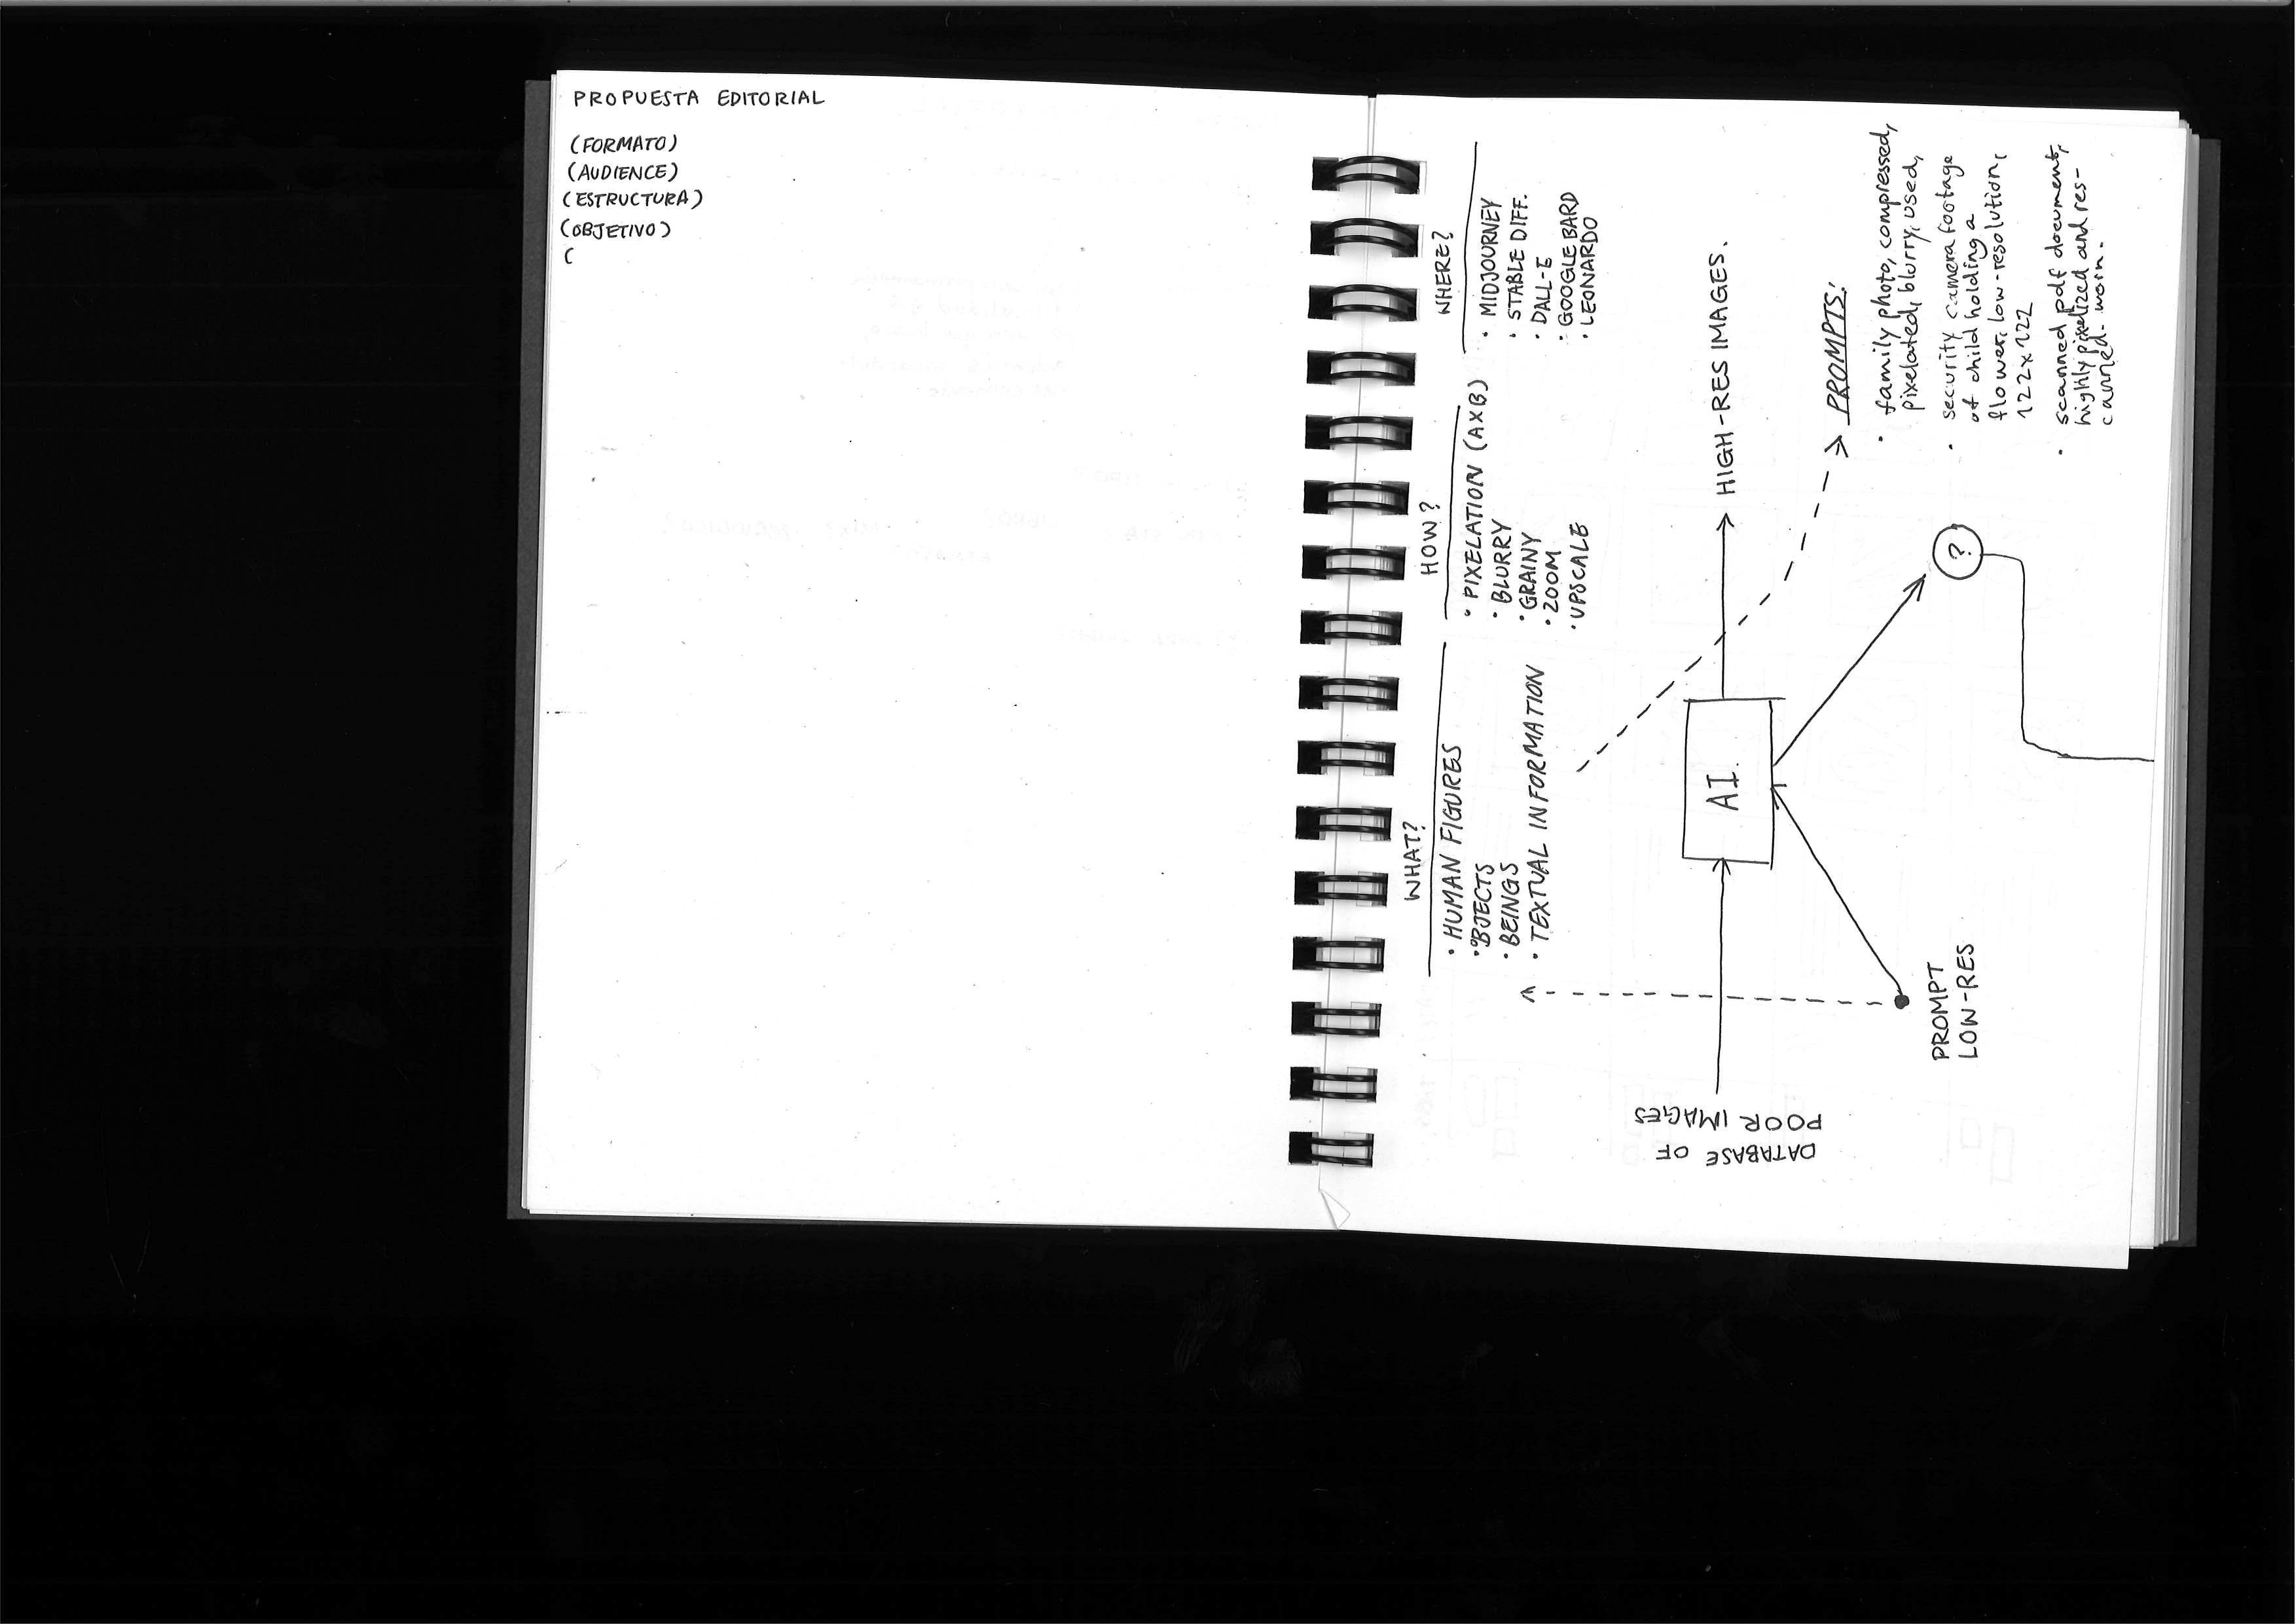 PROPUESTA EDITORIAL
(FORMATO)
(AUDIENCE)
(ESTRUCTURA)
(OBJETIVO)
(
WHAT?
• HUMAN FIGURES
• OBJECTS
• BEINGS
• TEXTUAL INFORMATION
HOW?
• PIXELATION (AXB)
• BLURRY
• GRAINY
• ZOOM
• UPSCALE
WHERE?
• MIDJOURNEY
• STABLE DIFF.
• DALL-E
• GOOGLE BARD
• LEONARDO
DATABASE OF
POOR IMAGES
AI.
HIGH-RES IMAGES.
PROMPT
LOW-RES
?
PROMPTS:
• family photo, compressed,
pixelated, blurry, used,
• security camera footage
of child holding a
flower, low-resolution,
122x122
• scanned pdf document,
highly pixelized and res-
canned. worn.